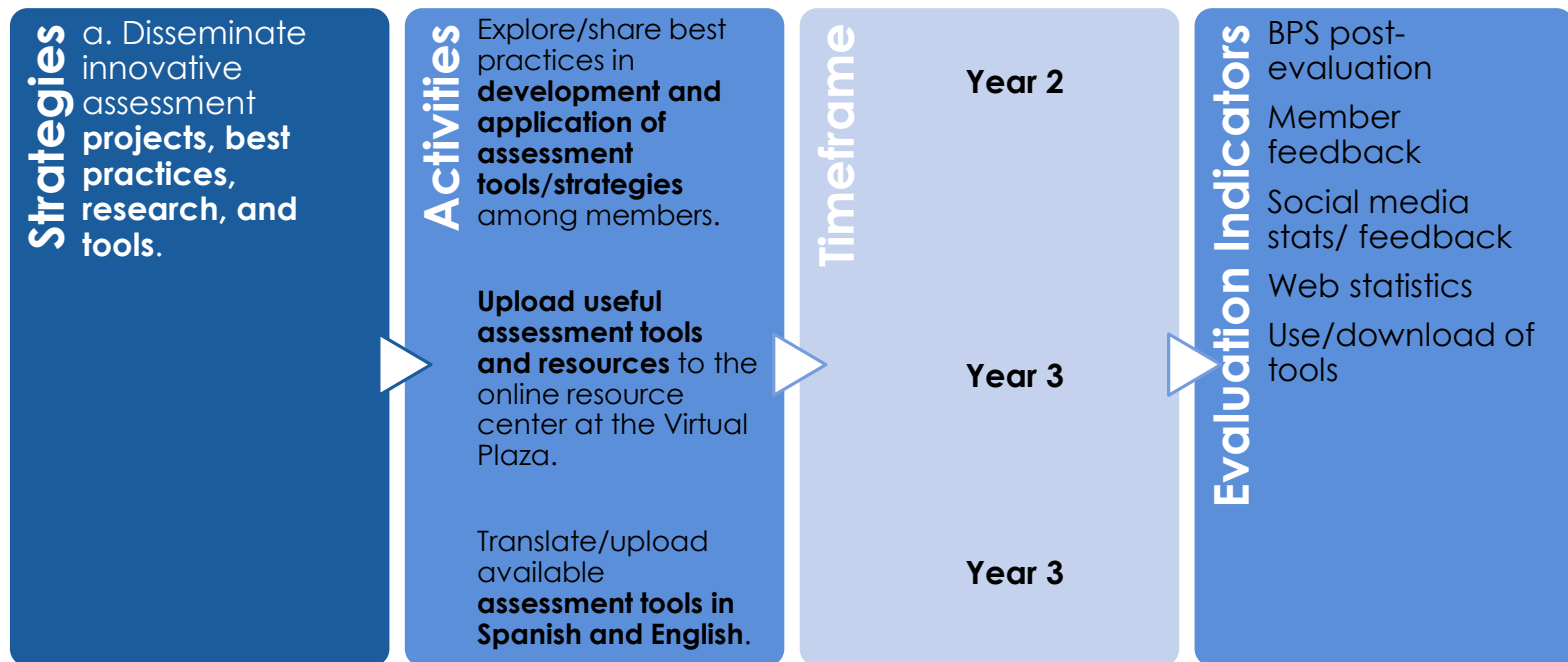 Strategies
a. Disseminate
innovative
assessment
projects, best
practices,
research, and
tools.
Activities
Explore/share best
practices in
development and
application of
assessment
tools/strategies
among members.
Upload useful
assessment tools
and resources to the
online resource
center at the Virtual
Plaza.
Translate/upload
available
assessment tools in
Spanish and English.
Timeframe
Year 2
Year 3
Year 3
Evaluation Indicators
BPS post-
evaluation
Member
feedback
Social media
stats/ feedback
Web statistics
Use/download of
tools